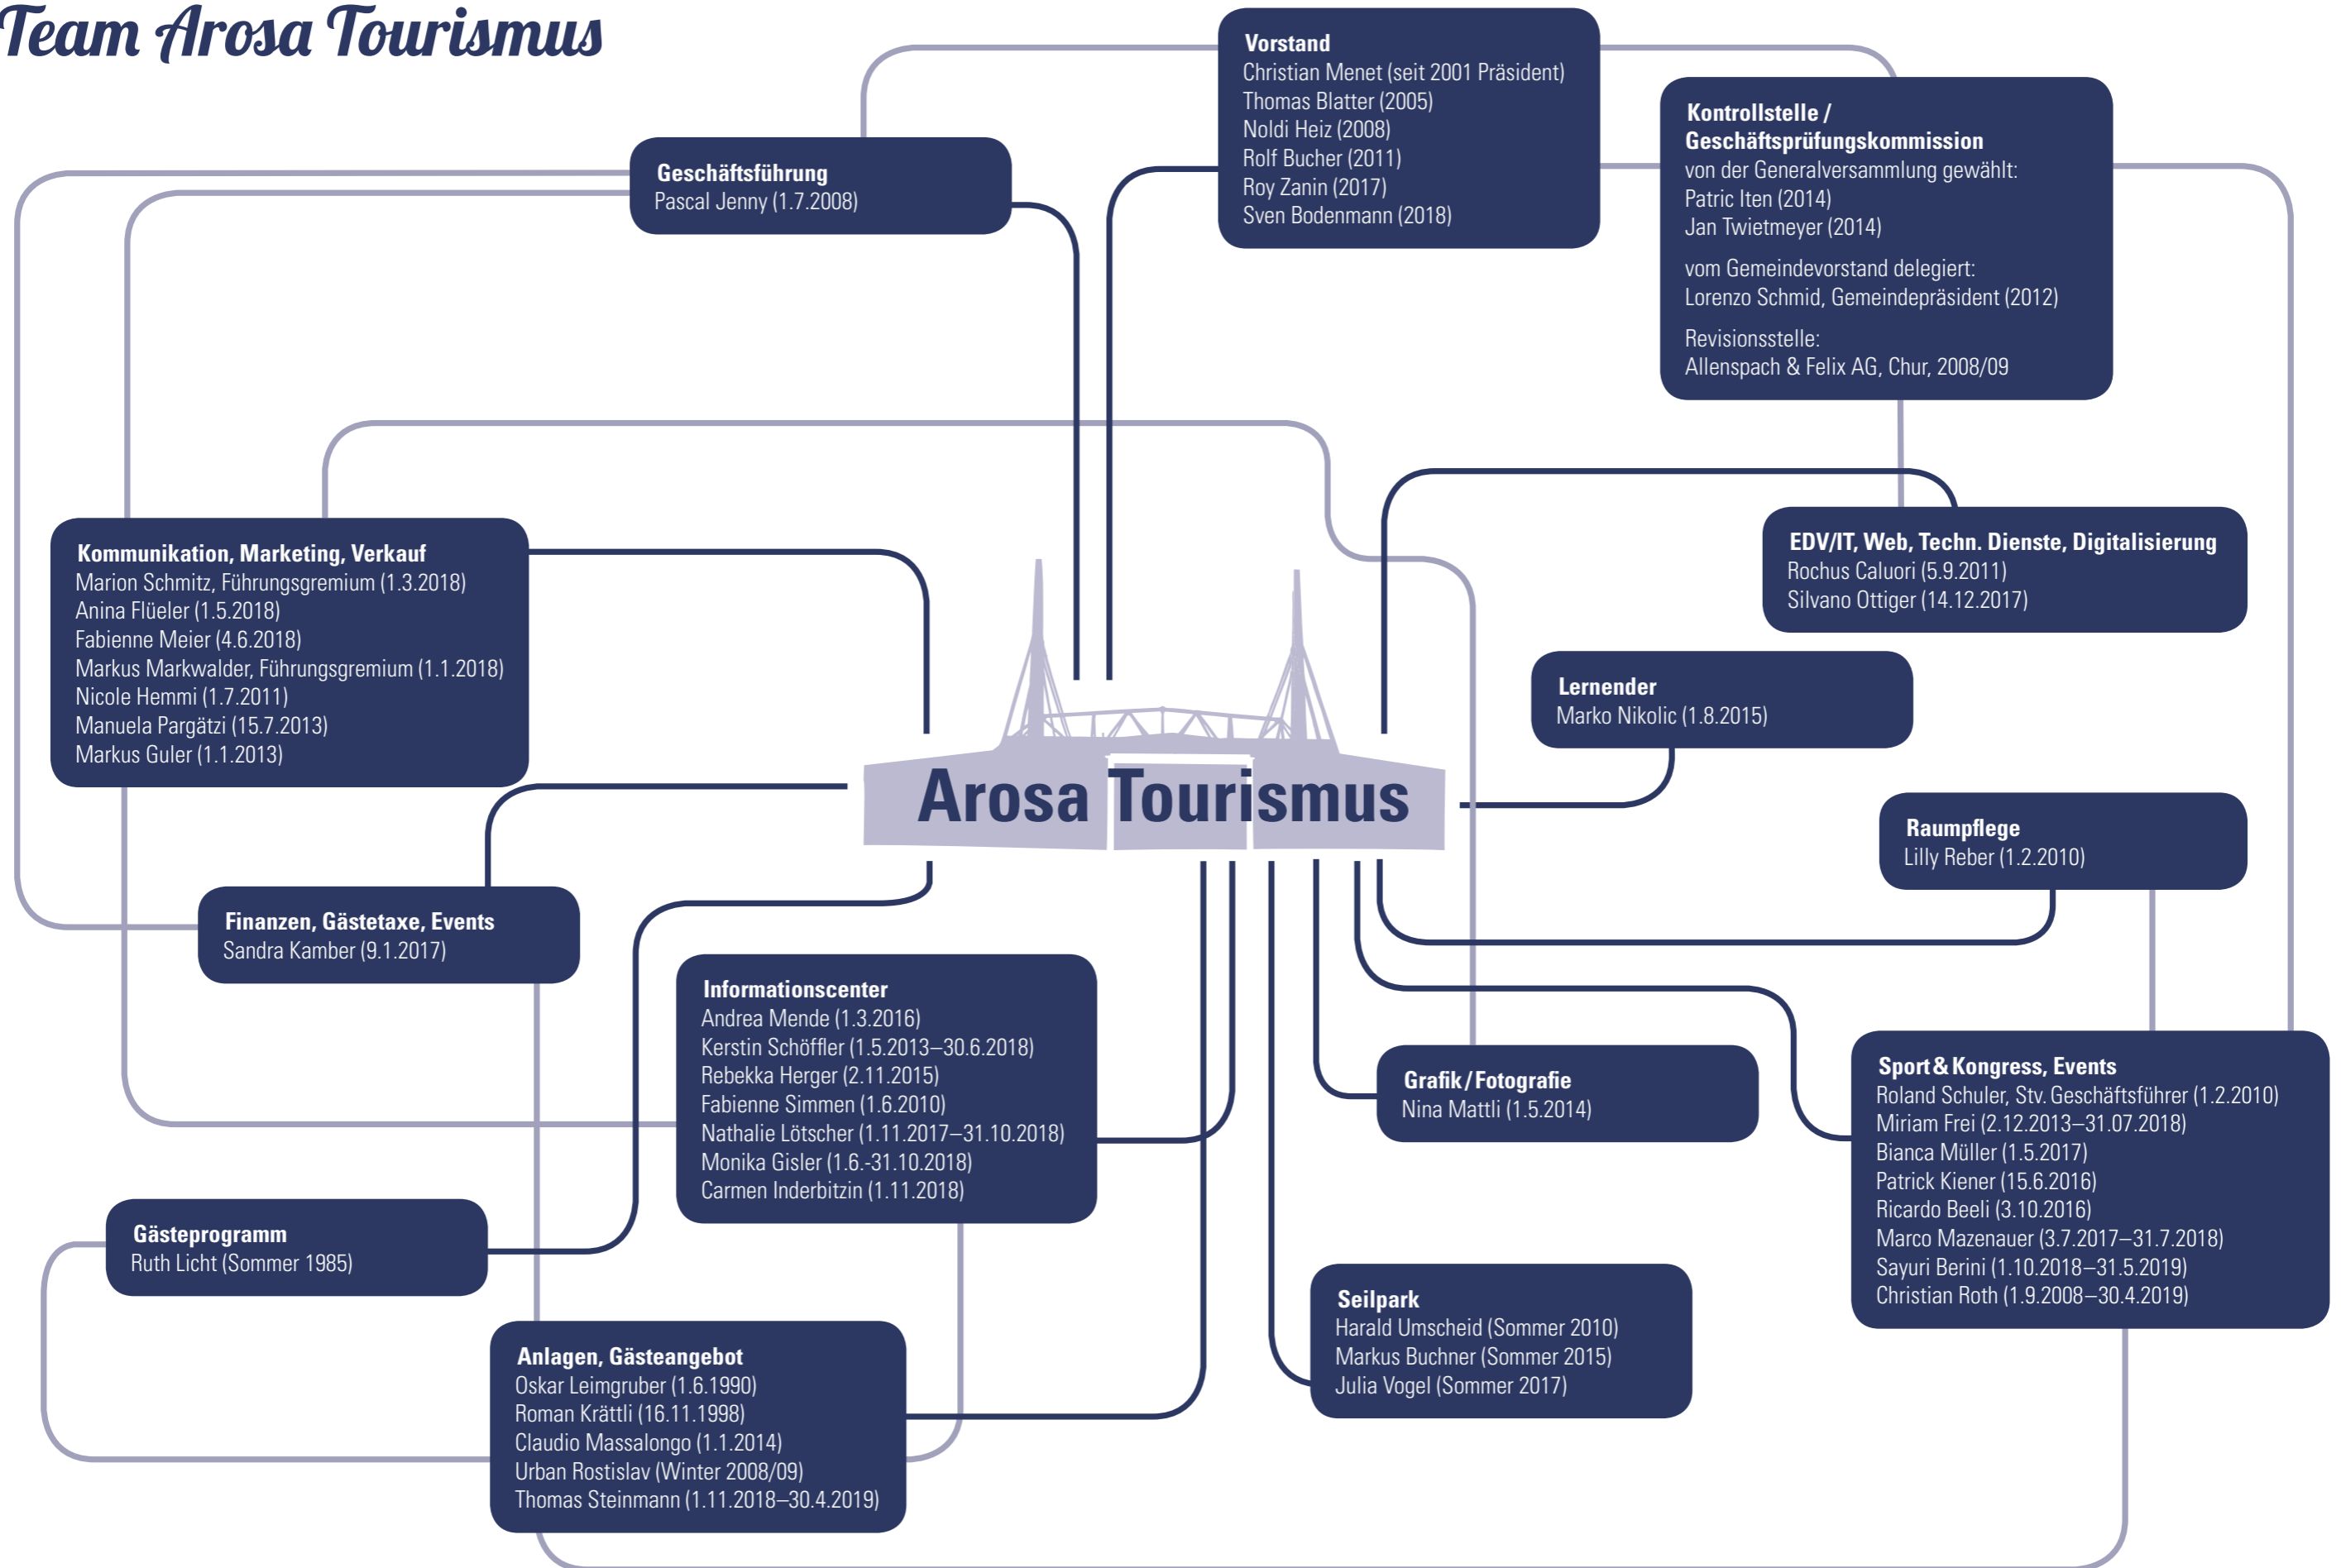 Team Arosa Tourismus
Vorstand
Christian Menet (seit 2001 Präsident)
Thomas Blatter (2005)
Noldi Heiz (2008)
Rolf Bucher (2011)
Roy Zanin (2017)
Sven Bodenmann (2018)
Kontrollstelle /
Geschäftsprüfungskommission
von der Generalversammlung gewählt:
Patric Iten (2014)
Jan Twietmeyer (2014)
vom Gemeindevorstand delegiert:
Lorenzo Schmid, Gemeindepräsident (2012)
Revisionsstelle:
Allenspach & Felix AG, Chur, 2008/09
Geschäftsführung
Pascal Jenny (1.7.2008)
Kommunikation, Marketing, Verkauf
Marion Schmitz, Führungsgremium (1.3.2018)
Anina Flüeler (1.5.2018)
Fabienne Meier (4.6.2018)
Markus Markwalder, Führungsgremium (1.1.2018)
Nicole Hemmi (1.7.2011)
Manuela Pargätzi (15.7.2013)
Markus Guler (1.1.2013)
EDV/IT, Web, Techn. Dienste, Digitalisierung
Rochus Caluori (5.9.2011)
Silvano Ottiger (14.12.2017)
Lernender
Marko Nikolic (1.8.2015)
Arosa Tourismus
Raumpflege
Lilly Reber (1.2.2010)
Finanzen, Gästetaxe, Events
Sandra Kamber (9.1.2017)
Informationscenter
Andrea Mende (1.3.2016)
Kerstin Schöffler (1.5.2013–30.6.2018)
Rebekka Herger (2.11.2015)
Fabienne Simmen (1.6.2010)
Nathalie Lötscher (1.11.2017–31.10.2018)
Monika Gisler (1.6.-31.10.2018)
Carmen Inderbitzin (1.11.2018)
Grafik / Fotografie
Nina Mattli (1.5.2014)
Sport & Kongress, Events
Roland Schuler, Stv. Geschäftsführer (1.2.2010)
Miriam Frei (2.12.2013–31.07.2018)
Bianca Müller (1.5.2017)
Patrick Kiener (15.6.2016)
Ricardo Beeli (3.10.2016)
Marco Mazenauer (3.7.2017–31.7.2018)
Sayuri Berini (1.10.2018–31.5.2019)
Christian Roth (1.9.2008–30.4.2019)
Gästeprogramm
Ruth Licht (Sommer 1985)
Seilpark
Harald Umscheid (Sommer 2010)
Markus Buchner (Sommer 2015)
Julia Vogel (Sommer 2017)
Anlagen, Gästeangebot
Oskar Leimgruber (1.6.1990)
Roman Krättli (16.11.1998)
Claudio Massalongo (1.1.2014)
Urban Rostislav (Winter 2008/09)
Thomas Steinmann (1.11.2018–30.4.2019)